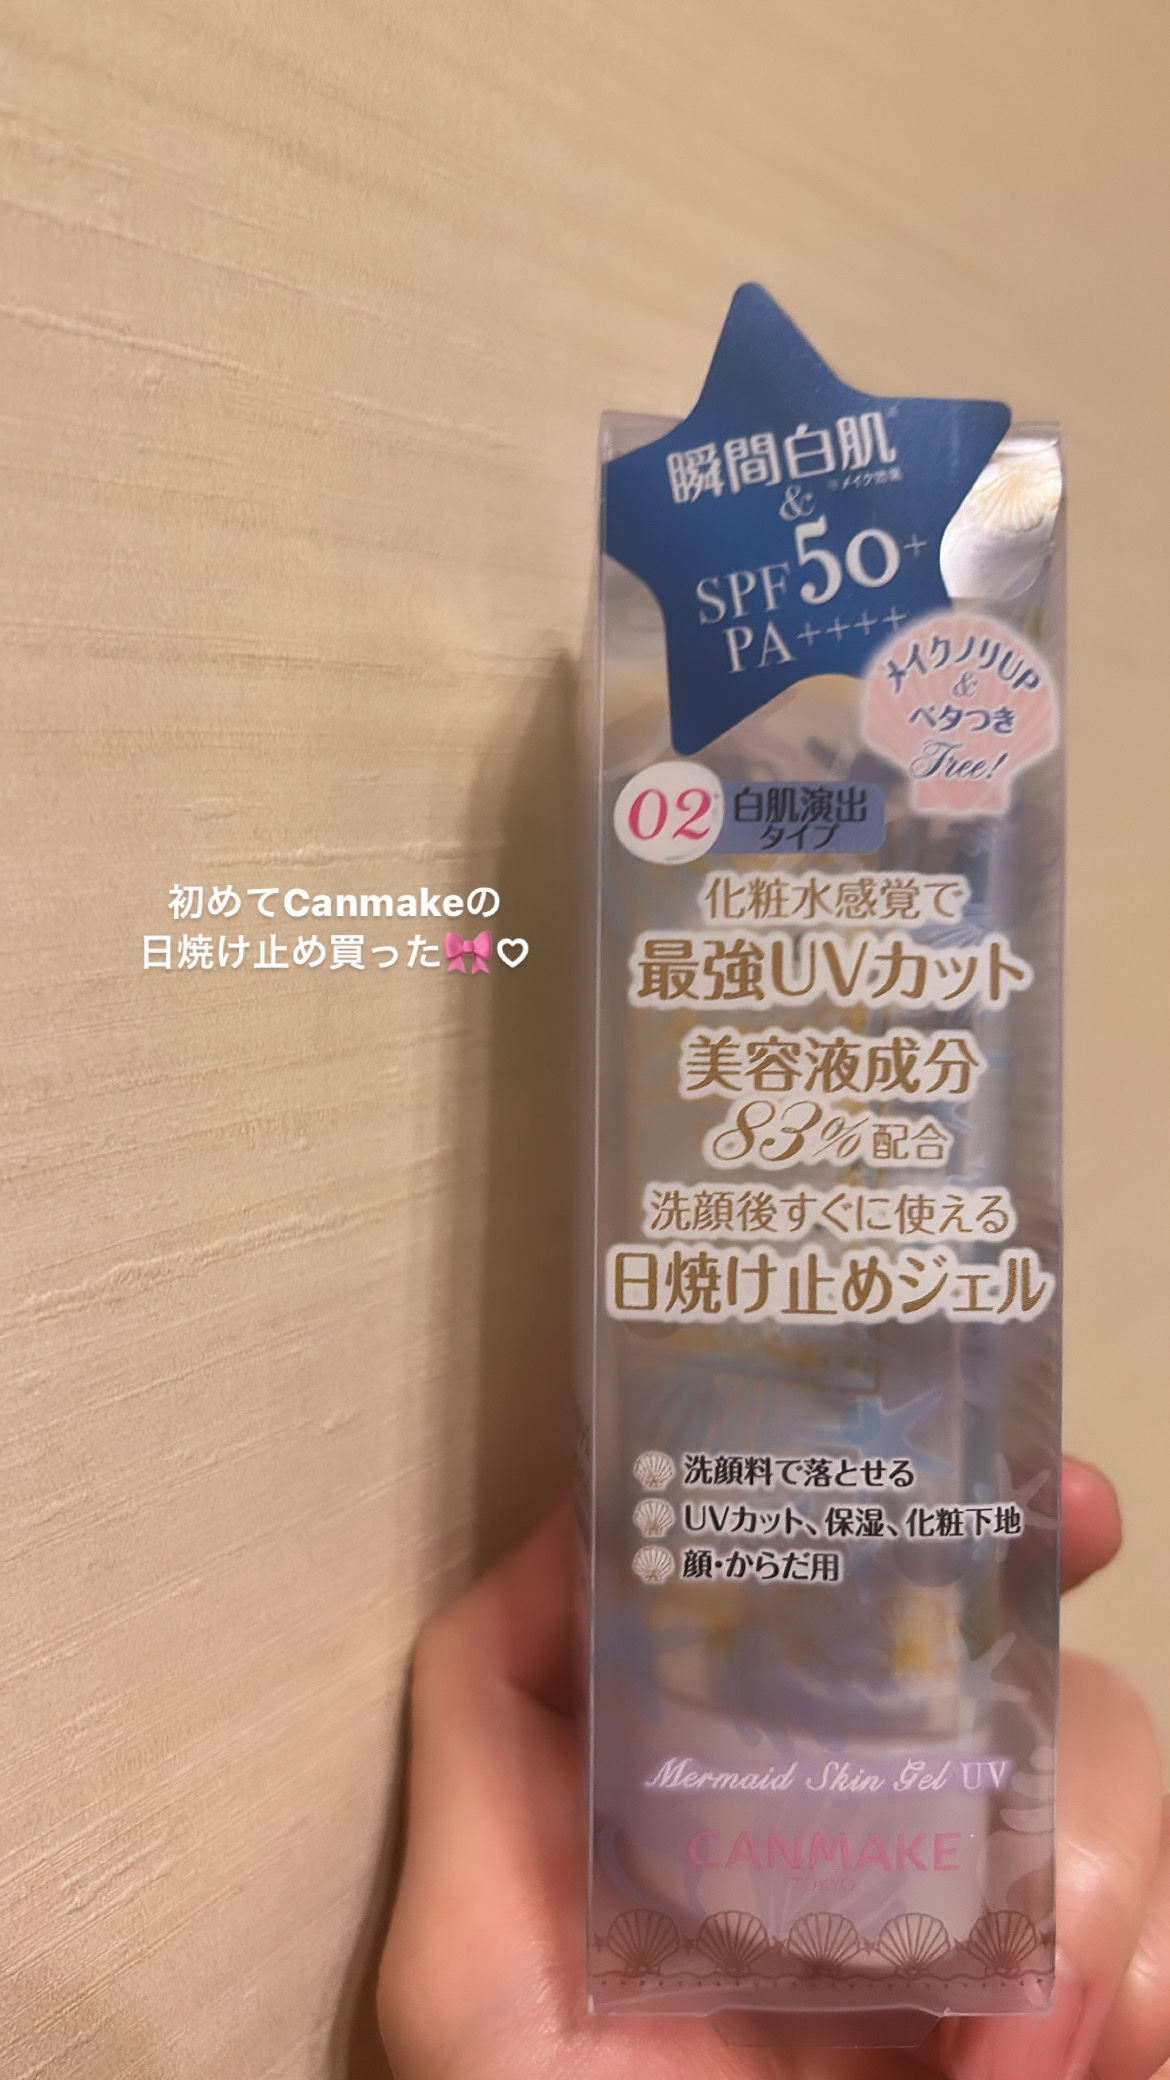 瞬間白肌※
※メイク効果
&
SPF50+
PA++++
メイクノリUP
&
ベタつき
Free!
02 白肌演出
タイプ
初めてCanmakeの
日焼け止め買った🎀♡
化粧水感覚で
最強UVカット
美容液成分
83%配合
洗顔後すぐに使える
日焼け止めジェル
洗顔料で落とせる
UVカット、保湿、化粧下地
顔・からだ用
Mermaid Skin Gel UV
CANMAKE
TOKYO